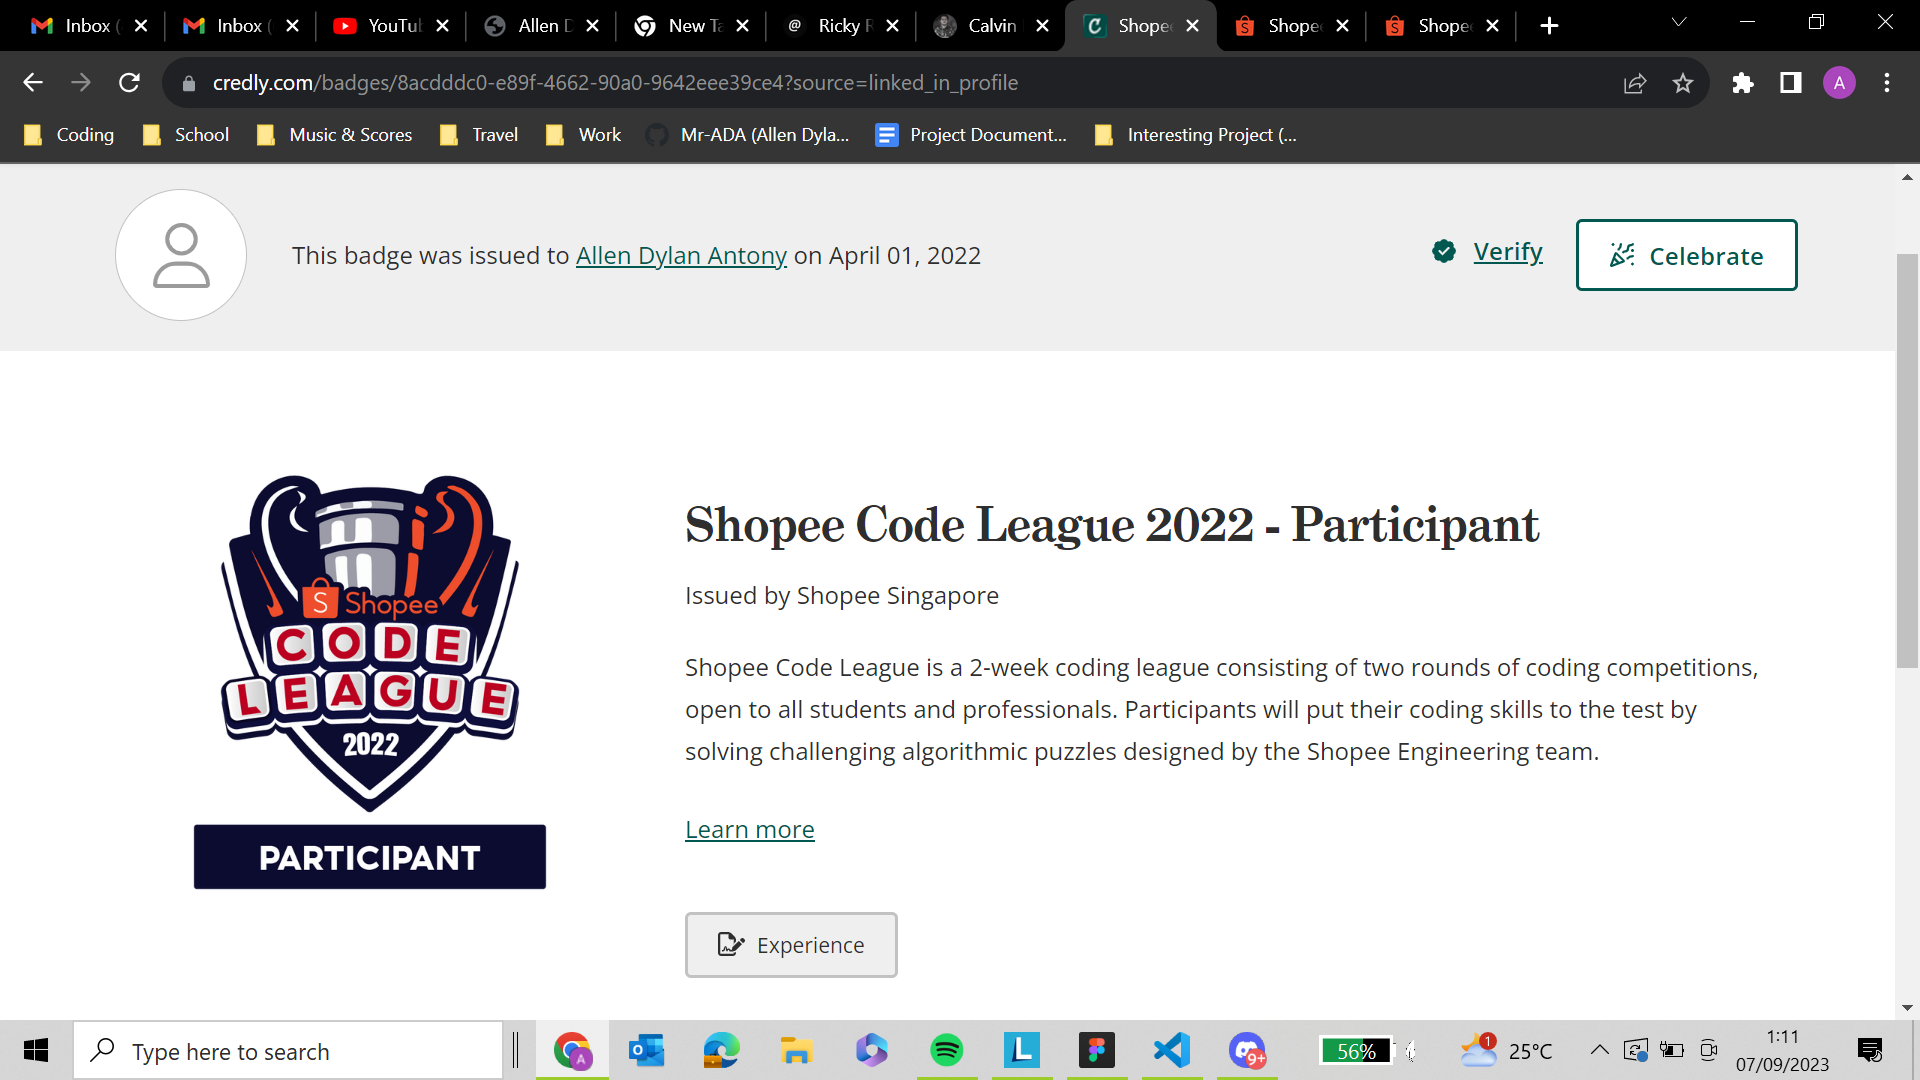 Inbox (
Inbox (
YouTu
Allen D
New Ta
Ricky R
Calvin
Shope
Shope
Shope
credly.com/badges/8acdddc0-e89f-4662-90a0-9642eee39ce4?source=linked_in_profile
A
Coding
School
Music & Scores
Travel
Work
Mr-ADA (Allen Dyla...
Project Document...
Interesting Project (...
This badge was issued to Allen Dylan Antony on April 01, 2022
Verify
Celebrate
Shopee
CODE
LEAGUE
2022
PARTICIPANT
Shopee Code League 2022 - Participant
Issued by Shopee Singapore
Shopee Code League is a 2-week coding league consisting of two rounds of coding competitions,
open to all students and professionals. Participants will put their coding skills to the test by
solving challenging algorithmic puzzles designed by the Shopee Engineering team.
Learn more
Experience
Type here to search
A
L
9+
56%
1
25°C
1:11
07/09/2023